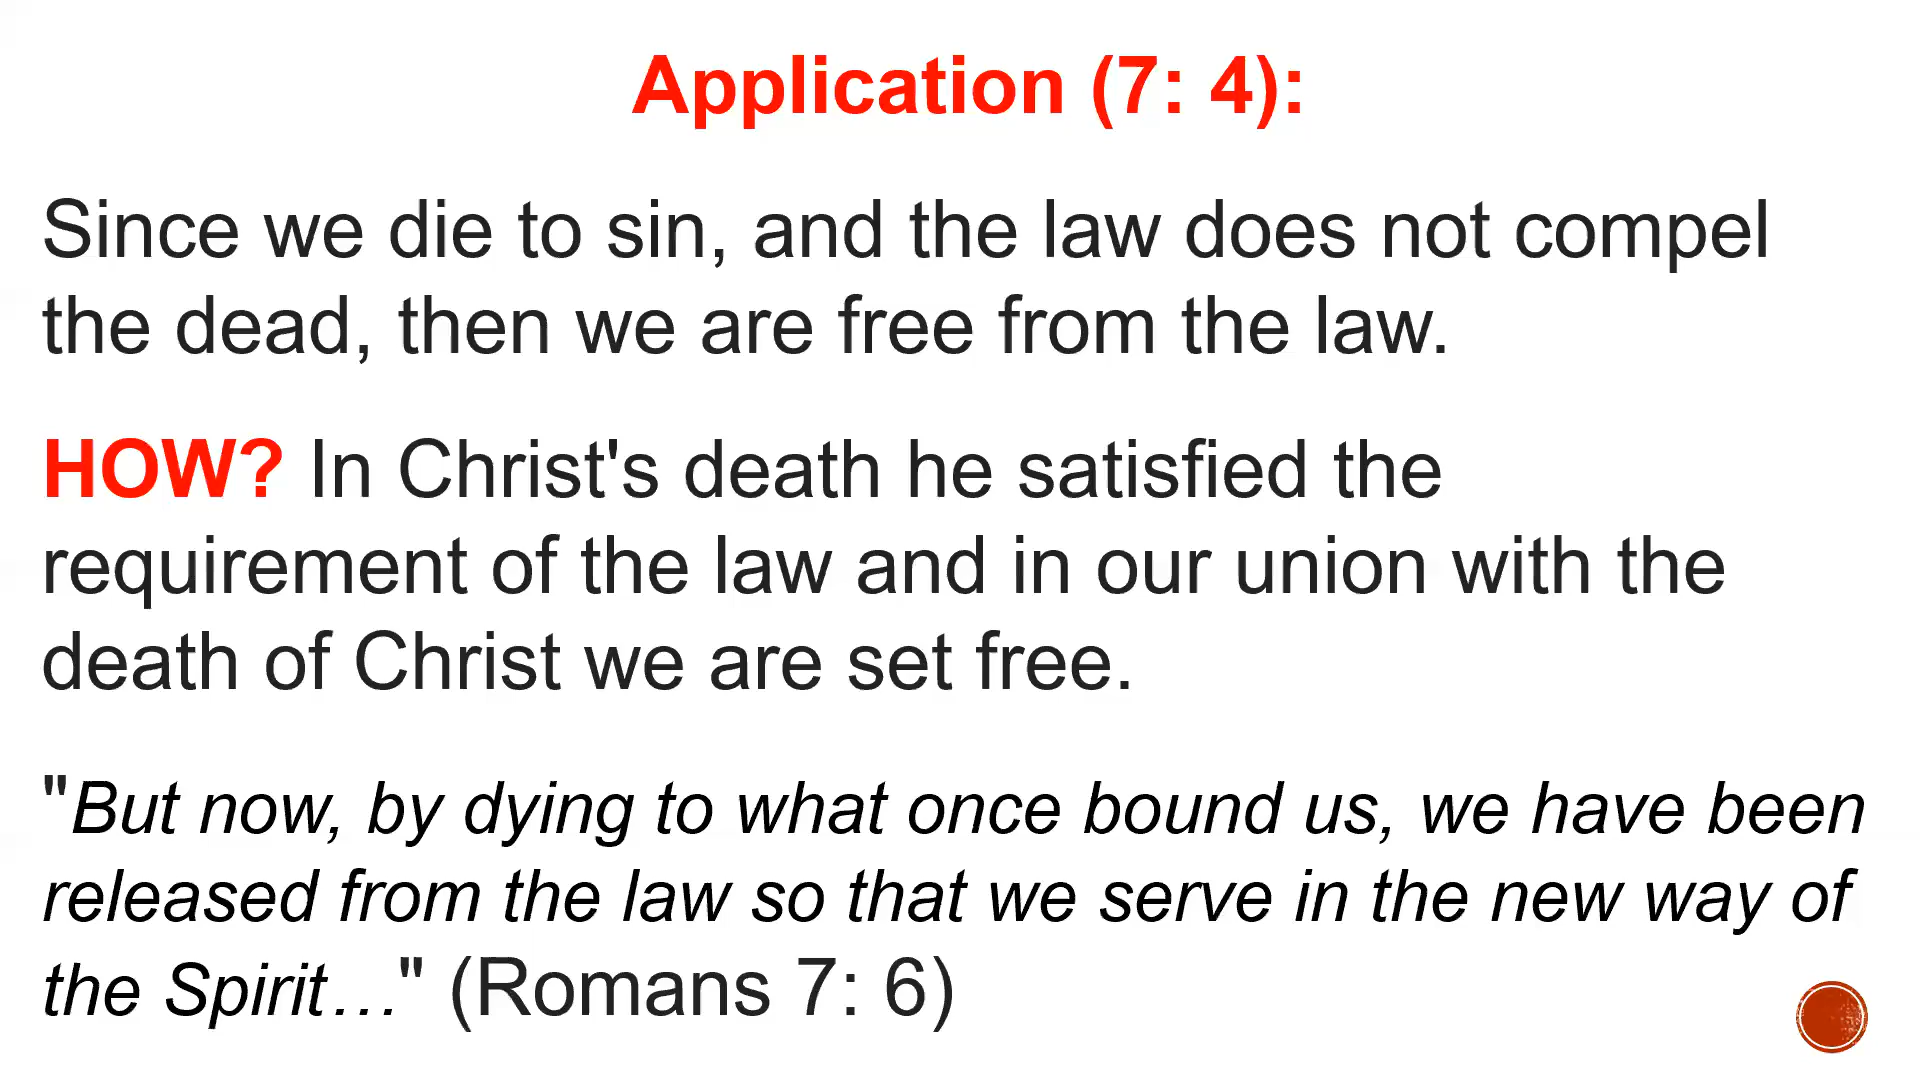 Application (7: 4):
Since we die to sin, and the law does not compel
the dead, then we are free from the law.
HOW? In Christ's death he satisfied the
requirement of the law and in our union with the
death of Christ we are set free.
"But now, by dying to what once bound us, we have been
released from the law so that we serve in the new way of
the Spirit…" (Romans 7: 6)